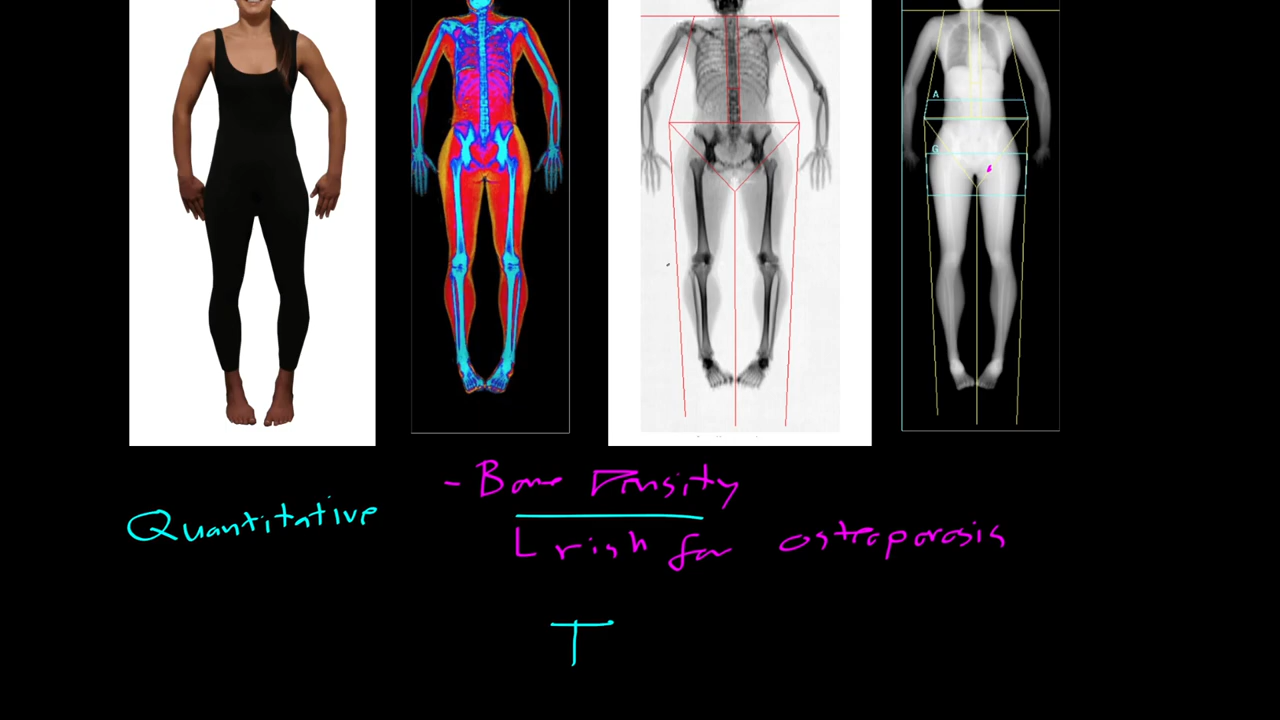 A
G
- Bone Density
Quantitative
risk for osteoporosis
T